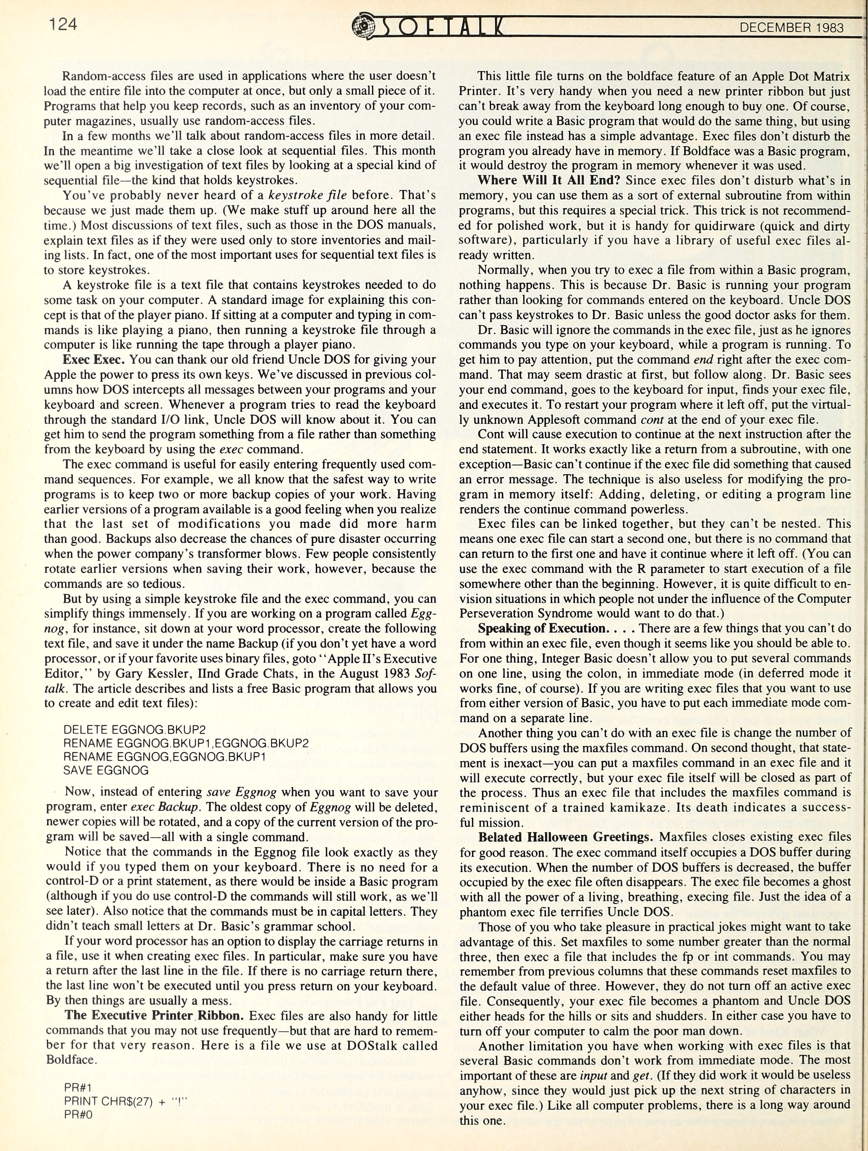 124
SOFTALK
DECEMBER 1983
Random-access files are used in applications where the user doesn't
load the entire file into the computer at once, but only a small piece of it.
Programs that help you keep records, such as an inventory of your com-
puter magazines, usually use random-access files.
In a few months we'll talk about random-access files in more detail.
In the meantime we'll take a close look at sequential files. This month
we'll open a big investigation of text files by looking at a special kind of
sequential file—the kind that holds keystrokes.
You've probably never heard of a keystroke file before. That's
because we just made them up. (We make stuff up around here all the
time.) Most discussions of text files, such as those in the DOS manuals,
explain text files as if they were used only to store inventories and mail-
ing lists. In fact, one of the most important uses for sequential text files is
to store keystrokes.
A keystroke file is a text file that contains keystrokes needed to do
some task on your computer. A standard image for explaining this con-
cept is that of the player piano. If sitting at a computer and typing in com-
mands is like playing a piano, then running a keystroke file through a
computer is like running the tape through a player piano.
Exec Exec. You can thank our old friend Uncle DOS for giving your
Apple the power to press its own keys. We've discussed in previous col-
umns how DOS intercepts all messages between your programs and your
keyboard and screen. Whenever a program tries to read the keyboard
through the standard I/O link, Uncle DOS will know about it. You can
get him to send the program something from a file rather than something
from the keyboard by using the exec command.
The exec command is useful for easily entering frequently used com-
mand sequences. For example, we all know that the safest way to write
programs is to keep two or more backup copies of your work. Having
earlier versions of a program available is a good feeling when you realize
that the last set of modifications you made did more harm
than good. Backups also decrease the chances of pure disaster occurring
when the power company's transformer blows. Few people consistently
rotate earlier versions when saving their work, however, because the
commands are so tedious.
But by using a simple keystroke file and the exec command, you can
simplify things immensely. If you are working on a program called Egg-
nog, for instance, sit down at your word processor, create the following
text file, and save it under the name Backup (if you don't yet have a word
processor, or if your favorite uses binary files, goto "Apple II's Executive
Editor," by Gary Kessler, IInd Grade Chats, in the August 1983 Sof-
talk. The article describes and lists a free Basic program that allows you
to create and edit text files):
DELETE EGGNOG.BKUP2
RENAME EGGNOG.BKUP1,EGGNOG.BKUP2
RENAME EGGNOG,EGGNOG.BKUP1
SAVE EGGNOG
Now, instead of entering save Eggnog when you want to save your
program, enter exec Backup. The oldest copy of Eggnog will be deleted,
newer copies will be rotated, and a copy of the current version of the pro-
gram will be saved—all with a single command.
Notice that the commands in the Eggnog file look exactly as they
would if you typed them on your keyboard. There is no need for a
control-D or a print statement, as there would be inside a Basic program
(although if you do use control-D the commands will still work, as we'll
see later). Also notice that the commands must be in capital letters. They
didn't teach small letters at Dr. Basic's grammar school.
If your word processor has an option to display the carriage returns in
a file, use it when creating exec files. In particular, make sure you have
a return after the last line in the file. If there is no carriage return there,
the last line won't be executed until you press return on your keyboard.
By then things are usually a mess.
The Executive Printer Ribbon. Exec files are also handy for little
commands that you may not use frequently—but that are hard to remem-
ber for that very reason. Here is a file we use at DOStalk called
Boldface.
PR#1
PRINT CHR$(27) + "!"
PR#0
This little file turns on the boldface feature of an Apple Dot Matrix
Printer. It's very handy when you need a new printer ribbon but just
can't break away from the keyboard long enough to buy one. Of course,
you could write a Basic program that would do the same thing, but using
an exec file instead has a simple advantage. Exec files don't disturb the
program you already have in memory. If Boldface was a Basic program,
it would destroy the program in memory whenever it was used.
Where Will It All End? Since exec files don't disturb what's in
memory, you can use them as a sort of external subroutine from within
programs, but this requires a special trick. This trick is not recommend-
ed for polished work, but it is handy for quidirware (quick and dirty
software), particularly if you have a library of useful exec files al-
ready written.
Normally, when you try to exec a file from within a Basic program,
nothing happens. This is because Dr. Basic is running your program
rather than looking for commands entered on the keyboard. Uncle DOS
can't pass keystrokes to Dr. Basic unless the good doctor asks for them.
Dr. Basic will ignore the commands in the exec file, just as he ignores
commands you type on your keyboard, while a program is running. To
get him to pay attention, put the command end right after the exec com-
mand. That may seem drastic at first, but follow along. Dr. Basic sees
your end command, goes to the keyboard for input, finds your exec file,
and executes it. To restart your program where it left off, put the virtual-
ly unknown Applesoft command cont at the end of your exec file.
Cont will cause execution to continue at the next instruction after the
end statement. It works exactly like a return from a subroutine, with one
exception—Basic can't continue if the exec file did something that caused
an error message. The technique is also useless for modifying the pro-
gram in memory itself: Adding, deleting, or editing a program line
renders the continue command powerless.
Exec files can be linked together, but they can't be nested. This
means one exec file can start a second one, but there is no command that
can return to the first one and have it continue where it left off. (You can
use the exec command with the R parameter to start execution of a file
somewhere other than the beginning. However, it is quite difficult to en-
vision situations in which people not under the influence of the Computer
Perseveration Syndrome would want to do that.)
Speaking of Execution. . . . There are a few things that you can't do
from within an exec file, even though it seems like you should be able to.
For one thing, Integer Basic doesn't allow you to put several commands
on one line, using the colon, in immediate mode (in deferred mode it
works fine, of course). If you are writing exec files that you want to use
from either version of Basic, you have to put each immediate mode com-
mand on a separate line.
Another thing you can't do with an exec file is change the number of
DOS buffers using the maxfiles command. On second thought, that state-
ment is inexact—you can put a maxfiles command in an exec file and it
will execute correctly, but your exec file itself will be closed as part of
the process. Thus an exec file that includes the maxfiles command is
reminiscent of a trained kamikaze. Its death indicates a success-
ful mission.
Belated Halloween Greetings. Maxfiles closes existing exec files
for good reason. The exec command itself occupies a DOS buffer during
its execution. When the number of DOS buffers is decreased, the buffer
occupied by the exec file often disappears. The exec file becomes a ghost
with all the power of a living, breathing, execing file. Just the idea of a
phantom exec file terrifies Uncle DOS.
Those of you who take pleasure in practical jokes might want to take
advantage of this. Set maxfiles to some number greater than the normal
three, then exec a file that includes the fp or int commands. You may
remember from previous columns that these commands reset maxfiles to
the default value of three. However, they do not turn off an active exec
file. Consequently, your exec file becomes a phantom and Uncle DOS
either heads for the hills or sits and shudders. In either case you have to
turn off your computer to calm the poor man down.
Another limitation you have when working with exec files is that
several Basic commands don't work from immediate mode. The most
important of these are input and get. (If they did work it would be useless
anyhow, since they would just pick up the next string of characters in
your exec file.) Like all computer problems, there is a long way around
this one.